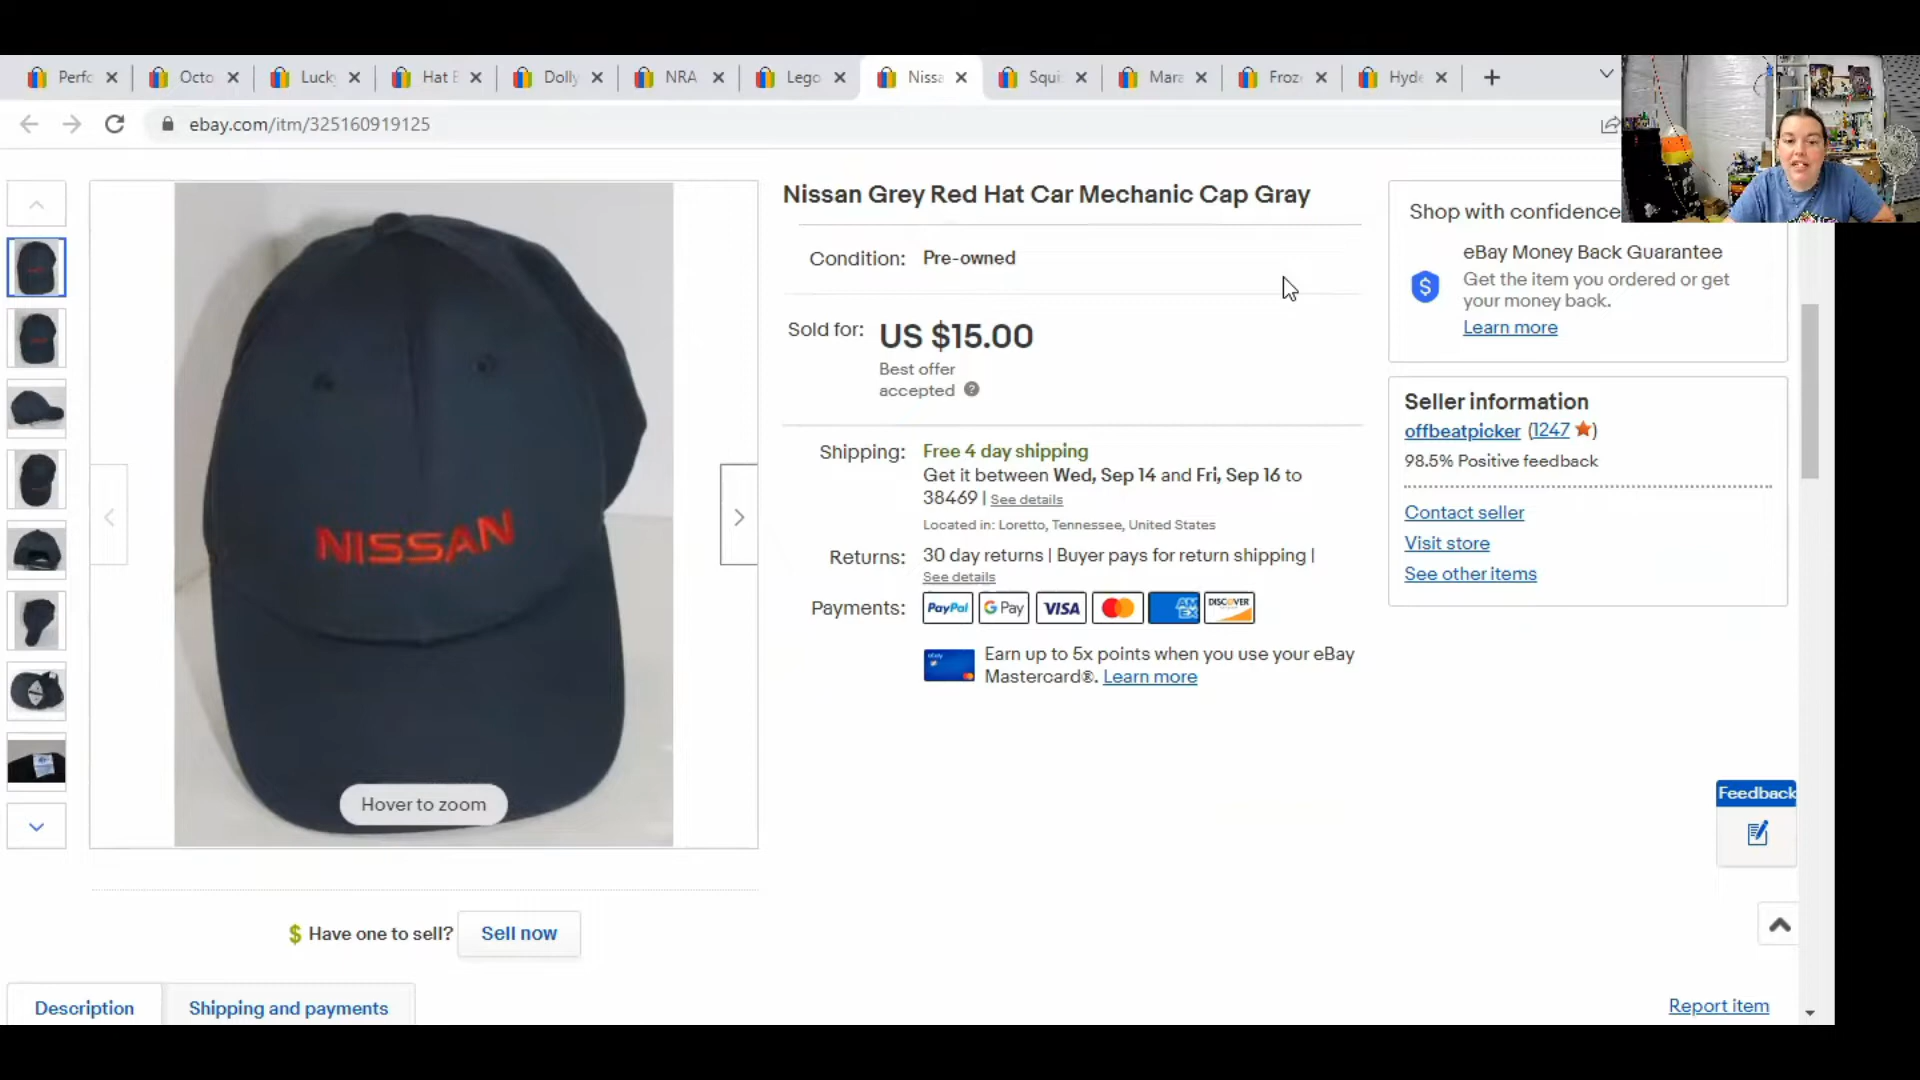 Perfo
Octo
Luck
Hat E
Dolly
NRA
Lego
Nissa
Squi
Mara
Froz
Hyde
ebay.com/itm/325160919125
Nissan Grey Red Hat Car Mechanic Cap Gray
Condition: Pre-owned
Sold for: US $15.00
Best offer
accepted
Shipping: Free 4 day shipping
Get it between Wed, Sep 14 and Fri, Sep 16 to
38469 | See details
Located in: Loretto, Tennessee, United States
Returns: 30 day returns | Buyer pays for return shipping |
See details
Payments: PayPal G Pay VISA AM EX DISCOVER
ebay
Earn up to 5x points when you use your eBay
Mastercard®. Learn more
Shop with confidence
eBay Money Back Guarantee
Get the item you ordered or get
your money back.
Learn more
Seller information
offbeatpicker (1247)
98.5% Positive feedback
Contact seller
Visit store
See other items
NISSAN
Hover to zoom
$ Have one to sell? Sell now
Feedback
Description
Shipping and payments
Report item